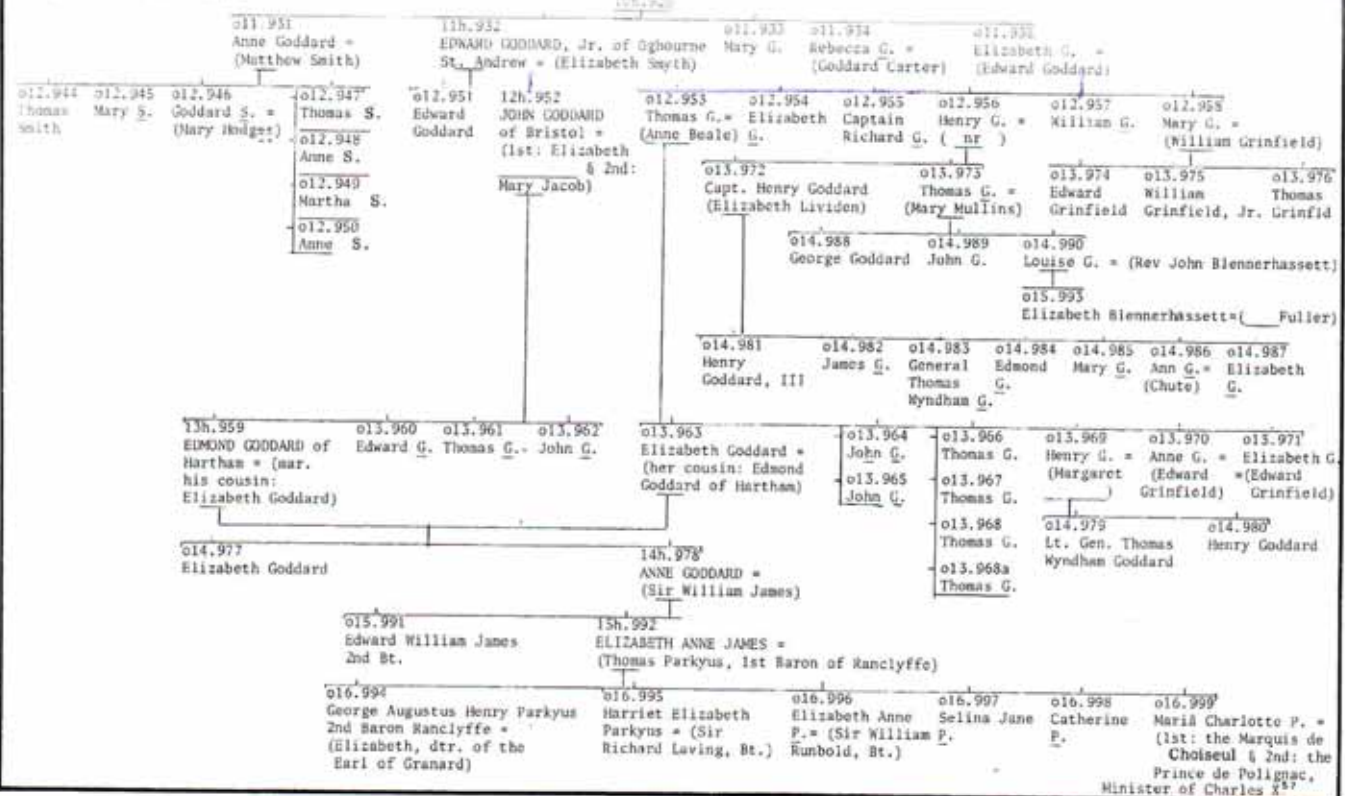 o11.931
Anne Goddard =
(Matthew Smith)
11h.932
EDWARD GODDARD, Jr. of Ogbourne
St. Andrew = (Elizabeth Smyth)
o11.933
Mary G.
o11.934
Rebecca G. =
(Goddard Carter)
o11.935
Elizabeth G. =
(Edward Goddard)
o12.944
Thomas
Smith
o12.945
Mary S.
o12.946
Goddard S. =
(Mary Hodges)
o12.947
Thomas S.
o12.948
Anne S.
o12.949
Martha S.
o12.950
Anne S.
o12.951
Edward
Goddard
12h.952
JOHN GODDARD
of Bristol =
(1st: Elizabeth
& 2nd:
Mary Jacob)
o12.953
Thomas G.=
(Anne Beale)
o12.954
Elizabeth
G.
o12.955
Captain
Richard G.
o12.956
Henry G. =
( nr )
o12.957
William G.
o12.958
Mary G. =
(William Grinfield)
o13.972
Capt. Henry Goddard
(Elizabeth Lividen)
o13.973
Thomas G. =
(Mary Mullins)
o13.974
Edward
Grinfield
o13.975
William
Grinfield, Jr.
o13.976
Thomas
Grinfld
o14.988
George Goddard
o14.989
John G.
o14.990
Louise G. = (Rev John Blennerhassett)
o15.993
Elizabeth Blennerhassett=(___Fuller)
o14.981
Henry
Goddard, III
o14.982
James G.
o14.983
General
Thomas
Wyndham G.
o14.984
Edmond
G.
o14.985
Mary G.
o14.986
Ann G.=
(Chute)
o14.987
Elizabeth
G.
13h.959
EDMOND GODDARD of
Hartham = (mar.
his cousin:
Elizabeth Goddard)
o13.960
Edward G.
o13.961
Thomas G.
o13.962
John G.
o13.963
Elizabeth Goddard =
(her cousin: Edmond
Goddard of Hartham)
o13.964
John G.
o13.965
John G.
o13.966
Thomas G.
o13.967
Thomas G.
o13.968
Thomas G.
o13.968a
Thomas G.
o13.969
Henry G. =
(Margaret
______)
o13.970
Anne G. =
(Edward
Grinfield)
o13.971
Elizabeth G.
=(Edward
Grinfield)
o14.979
Lt. Gen. Thomas
Wyndham Goddard
o14.980
Henry Goddard
o14.977
Elizabeth Goddard
14h.978
ANNE GODDARD =
(Sir William James)
o15.991
Edward William James
2nd Bt.
15h.992
ELIZABETH ANNE JAMES =
(Thomas Parkyus, 1st Baron of Ranclyffe)
o16.994
George Augustus Henry Parkyus
2nd Baron Ranclyffe =
(Elizabeth, dtr. of the
Earl of Granard)
o16.995
Harriet Elizabeth
Parkyns = (Sir
Richard Laving, Bt.)
o16.996
Elizabeth Anne
P.= (Sir William
Runbold, Bt.)
o16.997
Selina Jane
P.
o16.998
Catherine
P.
o16.999
Maria Charlotte P. =
(1st: the Marquis de
Choiseul & 2nd: the
Prince de Polignac,
Minister of Charles X⁵⁷